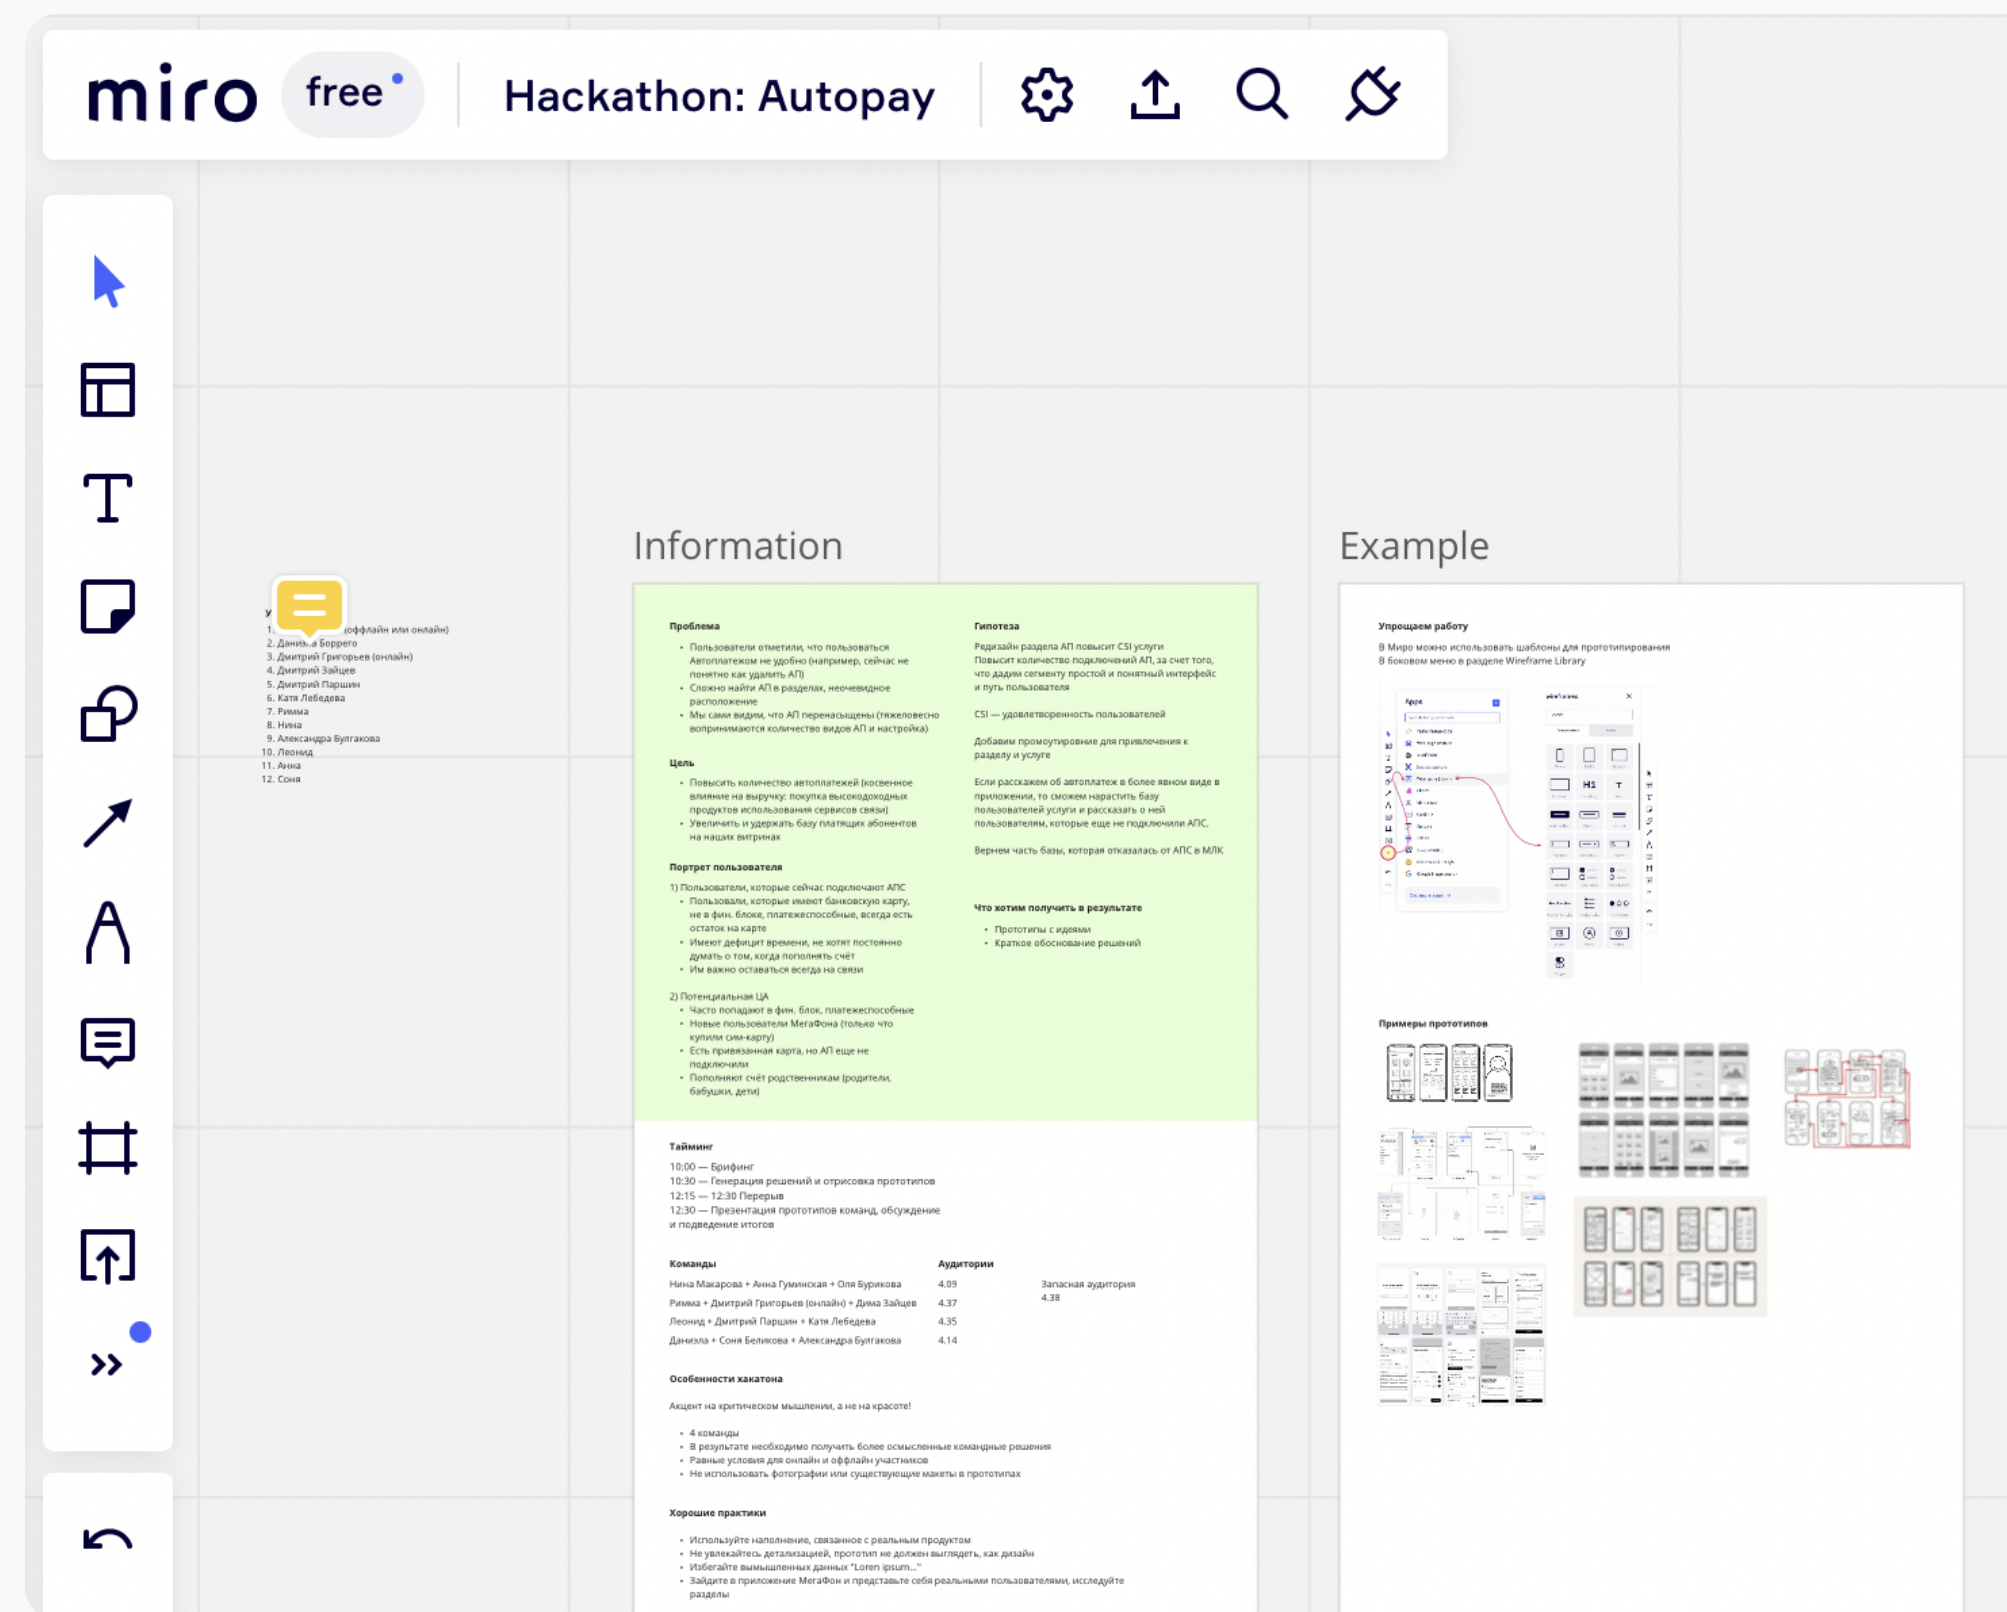 miro
free
Hackathon: Autopay
(оффлайн или онлайн)
2. Даниэла Боррего
3. Дмитрий Григорьев (онлайн)
4. Дмитрий Зайцев
5. Дмитрий Паршин
6. Катя Лебедева
7. Римма
8. Нина
9. Александра Булгакова
10. Леонид
11. Анна
12. Соня
Information
Проблема
• Пользователи отметили, что пользоваться
Автоплатежом не удобно (например, сейчас не
понятно как удалить АП)
• Сложно найти АП в разделах, неочевидное
расположение
• Мы сами видим, что АП перенасыщены (тяжеловесно
вопринимаются количество видов АП и настройка)
Цель
• Повысить количество автоплатежей (косвенное
влияние на выручку: покупка высокодоходных
продуктов использования сервисов связи)
• Увеличить и удержать базу платящих абонентов
на наших витринах
Портрет пользователя
1) Пользователи, которые сейчас подключают АПС
• Пользовали, которые имеют банковскую карту,
не в фин. блоке, платежеспособные, всегда есть
остаток на карте
• Имеют дефицит времени, не хотят постоянно
думать о том, когда пополнять счёт
• Им важно оставаться всегда на связи
2) Потенциальная ЦА
• Часто попадают в фин. блок, платежеспособные
• Новые пользователи МегаФона (только что
купили сим-карту)
• Есть привязанная карта, но АП еще не
подключили
• Пополняют счёт родственникам (родители,
бабушки, дети)
Гипотеза
Редизайн раздела АП повысит CSI услуги
Повысит количество подключений АП, за счет того,
что дадим сегменту простой и понятный интерфейс
и путь пользователя
CSI — удовлетворенность пользователей
Добавим промоутирование для привлечения к
разделу и услуге
Если расскажем об автоплатеж в более явном виде в
приложении, то сможем нарастить базу
пользователей услуги и рассказать о ней
пользователям, которые еще не подключили АПС.
Вернем часть базы, которая отказалась от АПС в МЛК
Что хотим получить в результате
• Прототипы с идеями
• Краткое обоснование решений
Тайминг
10:00 — Брифинг
10:30 — Генерация решений и отрисовка прототипов
12:15 — 12:30 Перерыв
12:30 — Презентация прототипов команд, обсуждение
и подведение итогов
Команды Аудитории
Нина Макарова + Анна Гуминская + Оля Бурикова 4.09
Римма + Дмитрий Григорьев (онлайн) + Дима Зайцев 4.37
Леонид + Дмитрий Паршин + Катя Лебедева 4.35
Даниэла + Соня Беликова + Александра Булгакова 4.14
Запасная аудитория
4.38
Особенности хакатона
Акцент на критическом мышлении, а не на красоте!
• 4 команды
• В результате необходимо получить более осмысленные командные решения
• Равные условия для онлайн и оффлайн участников
• Не использовать фотографии или существующие макеты в прототипах
Хорошие практики
• Используйте наполнение, связанное с реальным продуктом
• Не увлекайтесь детализацией, прототип не должен выглядеть, как дизайн
• Избегайте вымышленных данных "Lorem ipsum..."
• Зайдите в приложение МегаФон и представьте себя реальными пользователями, исследуйте
разделы
Example
Упрощаем работу
В Миро можно использовать шаблоны для прототипирования
В боковом меню в разделе Wireframe Library
Apps
wireframes
H1
T
Примеры прототипов